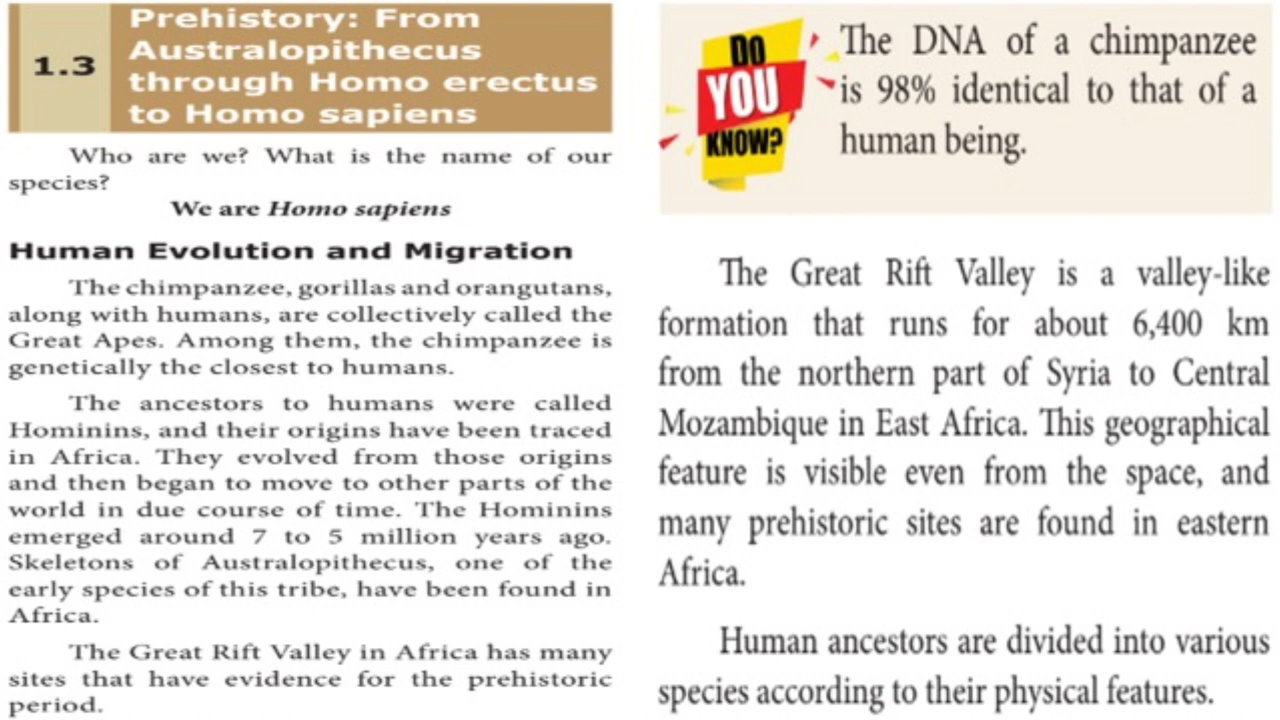 1.3
Prehistory: From
Australopithecus
through Homo erectus
to Homo sapiens
Who are we? What is the name of our
species?
We are Homo sapiens
Human Evolution and Migration
The chimpanzee, gorillas and orangutans,
along with humans, are collectively called the
Great Apes. Among them, the chimpanzee is
genetically the closest to humans.
The ancestors to humans were called
Hominins, and their origins have been traced
in Africa. They evolved from those origins
and then began to move to other parts of the
world in due course of time. The Hominins
emerged around 7 to 5 million years ago.
Skeletons of Australopithecus, one of the
early species of this tribe, have been found in
Africa.
The Great Rift Valley in Africa has many
sites that have evidence for the prehistoric
period.
DO
YOU
KNOW?
The DNA of a chimpanzee
is 98% identical to that of a
human being.
The Great Rift Valley is a valley-like
formation that runs for about 6,400 km
from the northern part of Syria to Central
Mozambique in East Africa. This geographical
feature is visible even from the space, and
many prehistoric sites are found in eastern
Africa.
Human ancestors are divided into various
species according to their physical features.